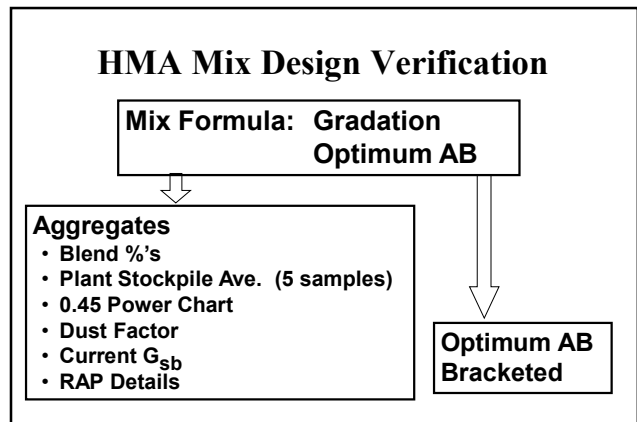 HMA Mix Design Verification
Mix Formula: Gradation
Optimum AB
Aggregates
• Blend %'s
• Plant Stockpile Ave. (5 samples)
• 0.45 Power Chart
• Dust Factor
• Current Gsb
• RAP Details
Optimum AB
Bracketed